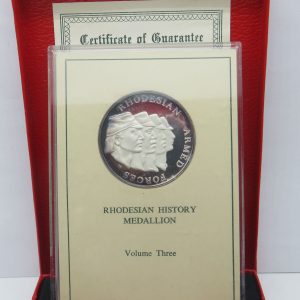 Certificate of Guarantee
RHODESIAN ARMED FORCES
RHODESIAN HISTORY
MEDALLION
Volume Three